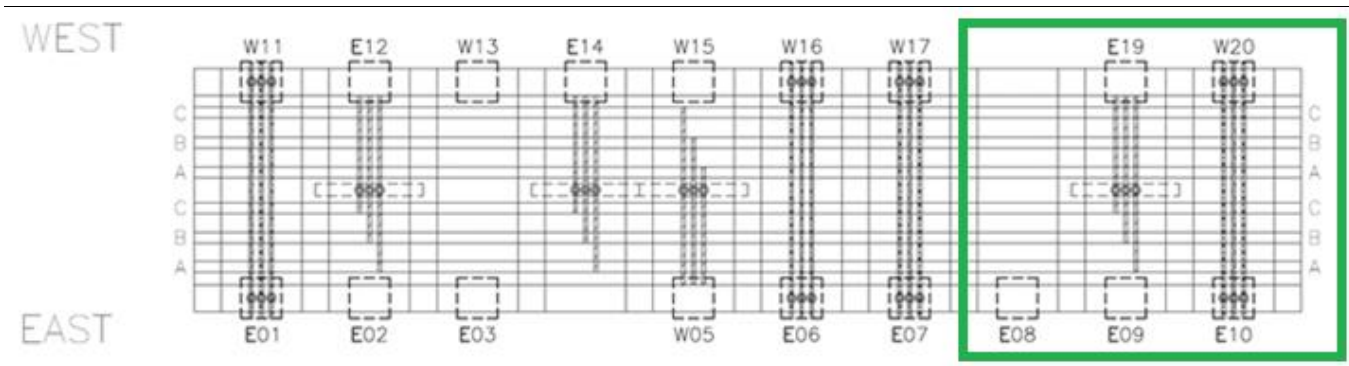 WEST
W11 E12 W13 E14 W15 W16 W17 E19 W20
C C
B B
A A
C C
B B
A A
EAST
E01 E02 E03 W05 E06 E07 E08 E09 E10